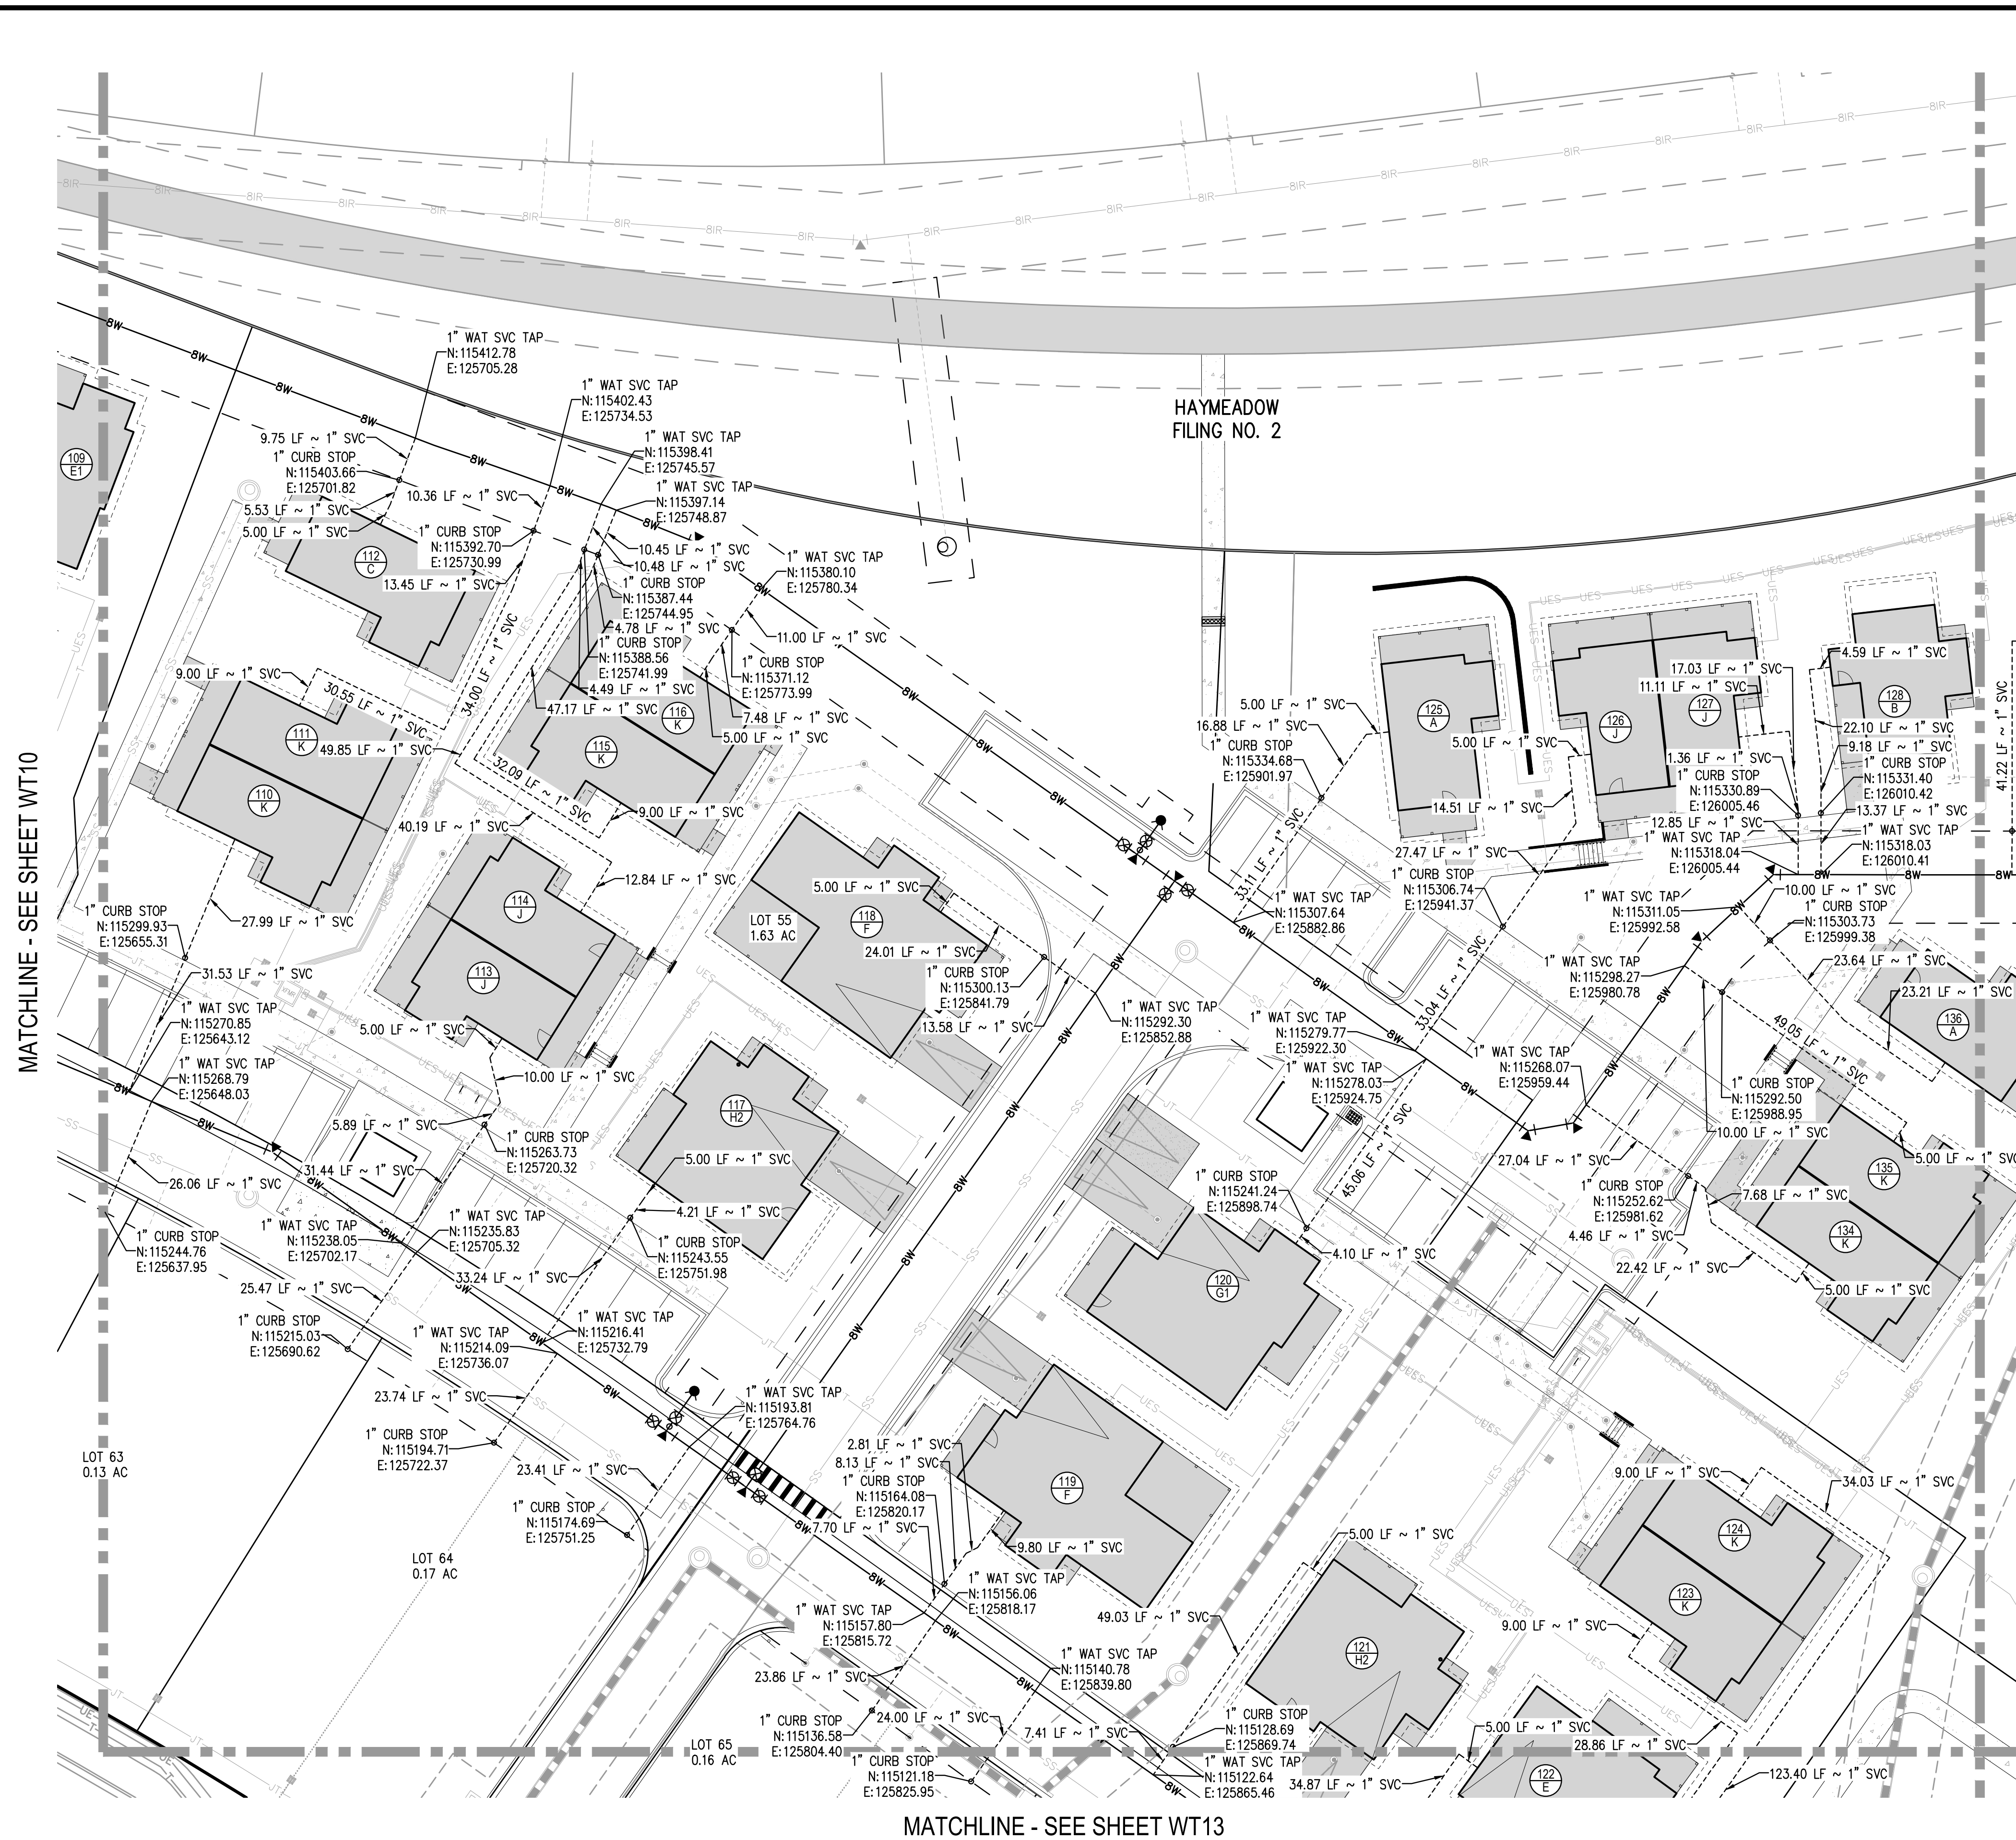 HAYMEADOW
FILING NO. 2
MATCHLINE - SEE SHEET WT10
MATCHLINE - SEE SHEET WT13
1" WAT SVC TAP
N:115412.78
E:125705.28
1" WAT SVC TAP
N:115402.43
E:125734.53
1" WAT SVC TAP
N:115398.41
E:125745.57
1" WAT SVC TAP
N:115397.14
E:125748.87
9.75 LF ~ 1" SVC
1" CURB STOP
N:115403.66
E:125701.82
5.53 LF ~ 1" SVC
5.00 LF ~ 1" SVC
10.36 LF ~ 1" SVC
1" CURB STOP
N:115392.70
E:125730.99
13.45 LF ~ 1" SVC
10.45 LF ~ 1" SVC
10.48 LF ~ 1" SVC
1" CURB STOP
N:115387.44
E:125744.95
4.78 LF ~ 1" SVC
1" CURB STOP
N:115388.56
E:125741.99
4.49 LF ~ 1" SVC
47.17 LF ~ 1" SVC
1" WAT SVC TAP
N:115380.10
E:125780.34
11.00 LF ~ 1" SVC
1" CURB STOP
N:115371.12
E:125773.99
7.48 LF ~ 1" SVC
5.00 LF ~ 1" SVC
109
E1
112
C
9.00 LF ~ 1" SVC
30.55 LF ~ 1" SVC
34.00 LF ~ 1" SVC
49.85 LF ~ 1" SVC
32.09 LF ~ 1" SVC
9.00 LF ~ 1" SVC
40.19 LF ~ 1" SVC
12.84 LF ~ 1" SVC
111
K
110
K
116
K
115
K
114
J
113
J
118
F
117
H2
LOT 55
1.63 AC
1" CURB STOP
N:115299.93
E:125655.31
27.99 LF ~ 1" SVC
31.53 LF ~ 1" SVC
1" WAT SVC TAP
N:115270.85
E:125643.12
1" WAT SVC TAP
N:115268.79
E:125648.03
5.00 LF ~ 1" SVC
10.00 LF ~ 1" SVC
5.89 LF ~ 1" SVC
1" CURB STOP
N:115263.73
E:125720.32
31.44 LF ~ 1" SVC
26.06 LF ~ 1" SVC
1" CURB STOP
N:115244.76
E:125637.95
1" WAT SVC TAP
N:115238.05
E:125702.17
1" WAT SVC TAP
N:115235.83
E:125705.32
25.47 LF ~ 1" SVC
1" CURB STOP
N:115215.03
E:125690.62
5.00 LF ~ 1" SVC
4.21 LF ~ 1" SVC
1" CURB STOP
N:115243.55
E:125751.98
33.24 LF ~ 1" SVC
1" WAT SVC TAP
N:115216.41
E:125732.79
1" WAT SVC TAP
N:115214.09
E:125736.07
23.74 LF ~ 1" SVC
1" CURB STOP
N:115194.71
E:125722.37
1" WAT SVC TAP
N:115193.81
E:125764.76
23.41 LF ~ 1" SVC
1" CURB STOP
N:115174.69
E:125751.25
LOT 63
0.13 AC
LOT 64
0.17 AC
LOT 65
0.16 AC
5.00 LF ~ 1" SVC
24.01 LF ~ 1" SVC
1" CURB STOP
N:115300.13
E:125841.79
13.58 LF ~ 1" SVC
1" WAT SVC TAP
N:115292.30
E:125852.88
5.00 LF ~ 1" SVC
16.88 LF ~ 1" SVC
1" CURB STOP
N:115334.68
E:125901.97
33.11 LF ~ 1" SVC
1" WAT SVC TAP
N:115307.64
E:125882.86
125
A
126
J
127
J
128
B
5.00 LF ~ 1" SVC
14.51 LF ~ 1" SVC
27.47 LF ~ 1" SVC
1" CURB STOP
N:115306.74
E:125941.37
33.04 LF ~ 1" SVC
1" WAT SVC TAP
N:115279.77
E:125922.30
1" WAT SVC TAP
N:115278.03
E:125924.75
45.06 LF ~ 1" SVC
1" CURB STOP
N:115241.24
E:125898.74
4.10 LF ~ 1" SVC
17.03 LF ~ 1" SVC
11.11 LF ~ 1" SVC
1.36 LF ~ 1" SVC
1" CURB STOP
N:115330.89
E:126005.46
12.85 LF ~ 1" SVC
1" WAT SVC TAP
N:115318.04
E:126005.44
4.59 LF ~ 1" SVC
22.10 LF ~ 1" SVC
9.18 LF ~ 1" SVC
1" CURB STOP
N:115331.40
E:126010.42
13.37 LF ~ 1" SVC
1" WAT SVC TAP
N:115318.03
E:126010.41
41.22 LF ~ 1" SVC
1" WAT SVC TAP
N:115311.05
E:125992.58
10.00 LF ~ 1" SVC
1" CURB STOP
N:115303.73
E:125999.38
23.64 LF ~ 1" SVC
23.21 LF ~ 1" SVC
1" WAT SVC TAP
N:115298.27
E:125980.78
49.05 LF ~ 1" SVC
1" CURB STOP
N:115292.50
E:125988.95
10.00 LF ~ 1" SVC
1" WAT SVC TAP
N:115268.07
E:125959.44
27.04 LF ~ 1" SVC
1" CURB STOP
N:115252.62
E:125981.62
4.46 LF ~ 1" SVC
7.68 LF ~ 1" SVC
22.42 LF ~ 1" SVC
5.00 LF ~ 1" SVC
5.00 LF ~ 1" SVC
136
A
135
K
134
K
120
G1
119
F
121
H2
122
E
124
K
123
K
2.81 LF ~ 1" SVC
8.13 LF ~ 1" SVC
1" CURB STOP
N:115164.08
E:125820.17
7.70 LF ~ 1" SVC
9.80 LF ~ 1" SVC
1" WAT SVC TAP
N:115156.06
E:125818.17
1" WAT SVC TAP
N:115157.80
E:125815.72
23.86 LF ~ 1" SVC
1" CURB STOP
N:115136.58
E:125804.40
24.00 LF ~ 1" SVC
1" CURB STOP
N:115121.18
E:125825.95
1" WAT SVC TAP
N:115140.78
E:125839.80
7.41 LF ~ 1" SVC
49.03 LF ~ 1" SVC
5.00 LF ~ 1" SVC
1" CURB STOP
N:115128.69
E:125869.74
1" WAT SVC TAP
N:115122.64
E:125865.46
34.87 LF ~ 1" SVC
5.00 LF ~ 1" SVC
28.86 LF ~ 1" SVC
123.40 LF ~ 1" SVC
9.00 LF ~ 1" SVC
34.03 LF ~ 1" SVC
9.00 LF ~ 1" SVC
8W
8IR
UES
SS
JT